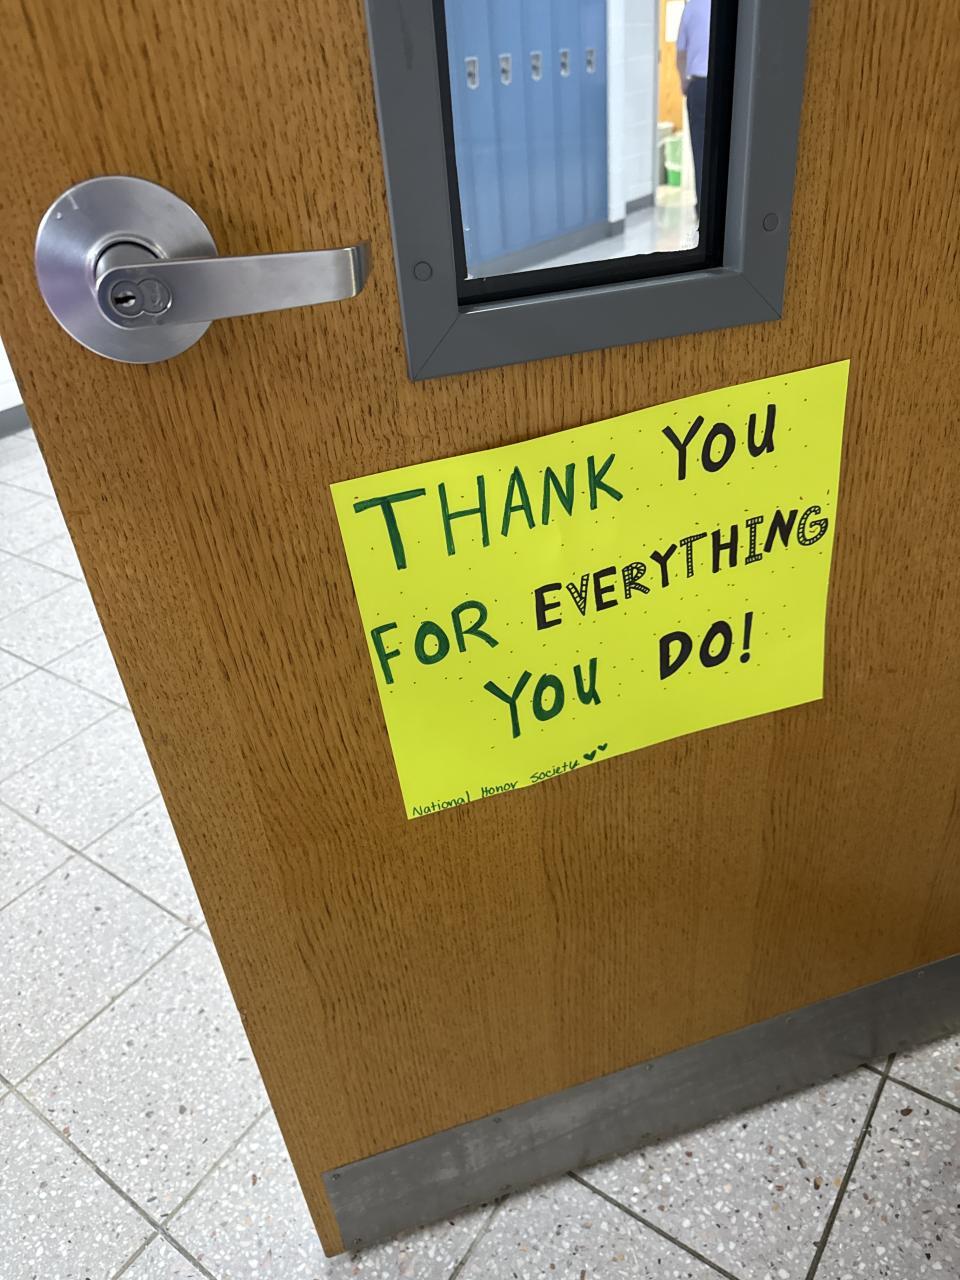 THANK YOU
FOR EVERYTHING
YOU DO!
National Honor Society